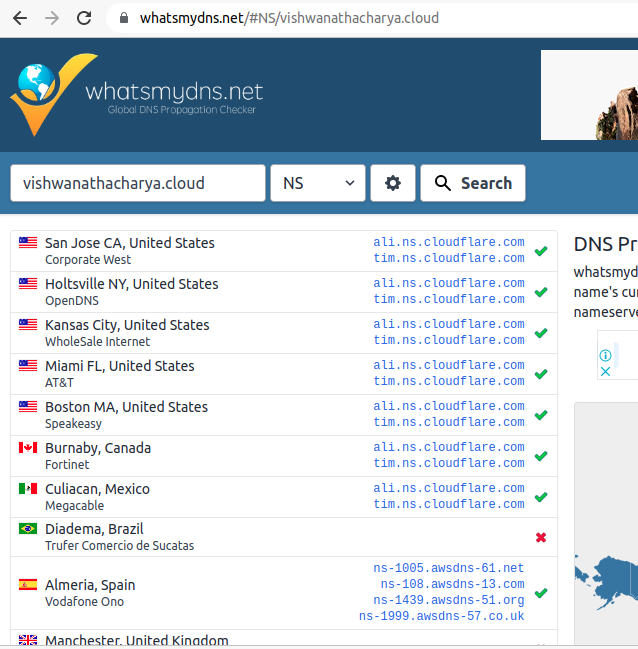 whatsmydns.net/#NS/vishwanathacharya.cloud
whatsmydns.net
Global DNS Propagation Checker
vishwanathacharya.cloud
NS
Search
San Jose CA, United States
Corporate West
ali.ns.cloudflare.com
tim.ns.cloudflare.com
Holtsville NY, United States
OpenDNS
ali.ns.cloudflare.com
tim.ns.cloudflare.com
Kansas City, United States
WholeSale Internet
ali.ns.cloudflare.com
tim.ns.cloudflare.com
Miami FL, United States
AT&T
ali.ns.cloudflare.com
tim.ns.cloudflare.com
Boston MA, United States
Speakeasy
ali.ns.cloudflare.com
tim.ns.cloudflare.com
Burnaby, Canada
Fortinet
ali.ns.cloudflare.com
tim.ns.cloudflare.com
Culiacan, Mexico
Megacable
ali.ns.cloudflare.com
tim.ns.cloudflare.com
Diadema, Brazil
Trufer Comercio de Sucatas
Almeria, Spain
Vodafone Ono
ns-1005.awsdns-61.net
ns-108.awsdns-13.com
ns-1439.awsdns-51.org
ns-1999.awsdns-57.co.uk
Manchester, United Kingdom
DNS Pr
whatsmyd
name's cu
nameserve